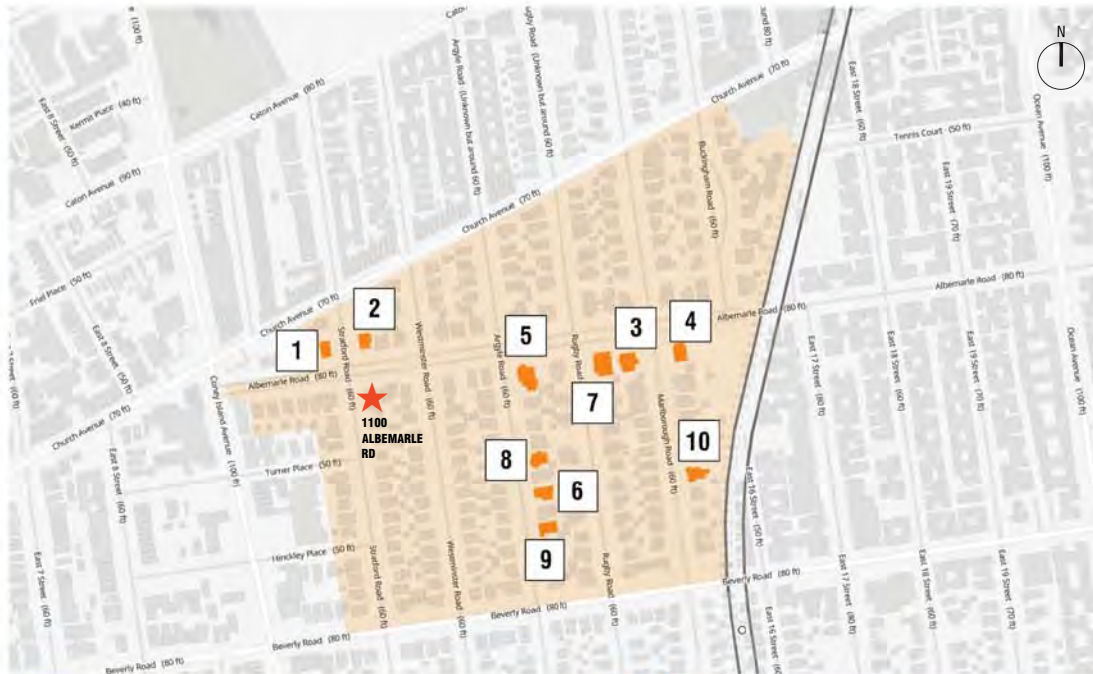 Caton Avenue (80 ft)
Kermit Place (40 ft)
East 8 Street (50 ft)
Caton Avenue (90 ft)
Argyle Road (Unknown but around 60 ft)
Rugby Road (Unknown but around 60 ft)
Church Avenue (70 ft)
East 18 Street (60 ft)
Ocean Avenue (100 ft)
N
Tennis Court (50 ft)
East 19 Street (70 ft)
Buckingham Road (60 ft)
Church Avenue (70 ft)
Friel Place (50 ft)
East 8 Street (50 ft)
Church Avenue (70 ft)
Albemarle Road (80 ft)
Albemarle Road (80 ft)
1
2
3
4
5
Stratford Road (60 ft)
Westminster Road (60 ft)
Argyle Road (60 ft)
Rugby Road
Albemarle Road (80 ft)
Coney Island Avenue (100 ft)
Church Avenue (70 ft)
1100
ALBEMARLE
RD
7
Marlborough Road (60 ft)
East 17 Street (80 ft)
East 18 Street (60 ft)
East 19 Street (70 ft)
Ocean Avenue (100 ft)
East 8 Street (60 ft)
Turner Place (50 ft)
8
10
6
East 16 Street (50 ft)
Hinckley Place (50 ft)
9
East 7 Street (60 ft)
Stratford Road (60 ft)
Westminster Road (60 ft)
Rugby Road (60 ft)
Beverly Road (80 ft)
Beverly Road (80 ft)
Beverly Road (80 ft)
Beverly Road (80 ft)
East 17 Street (80 ft)
East 18 Street (60 ft)
East 19 Street (70 ft)
East 16 Street